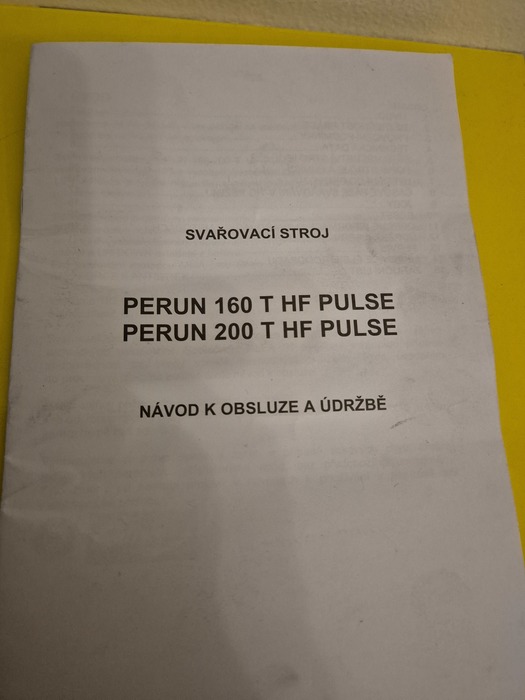 SVAŘOVACÍ STROJ
PERUN 160 T HF PULSE
PERUN 200 T HF PULSE
NÁVOD K OBSLUZE A ÚDRŽBĚ